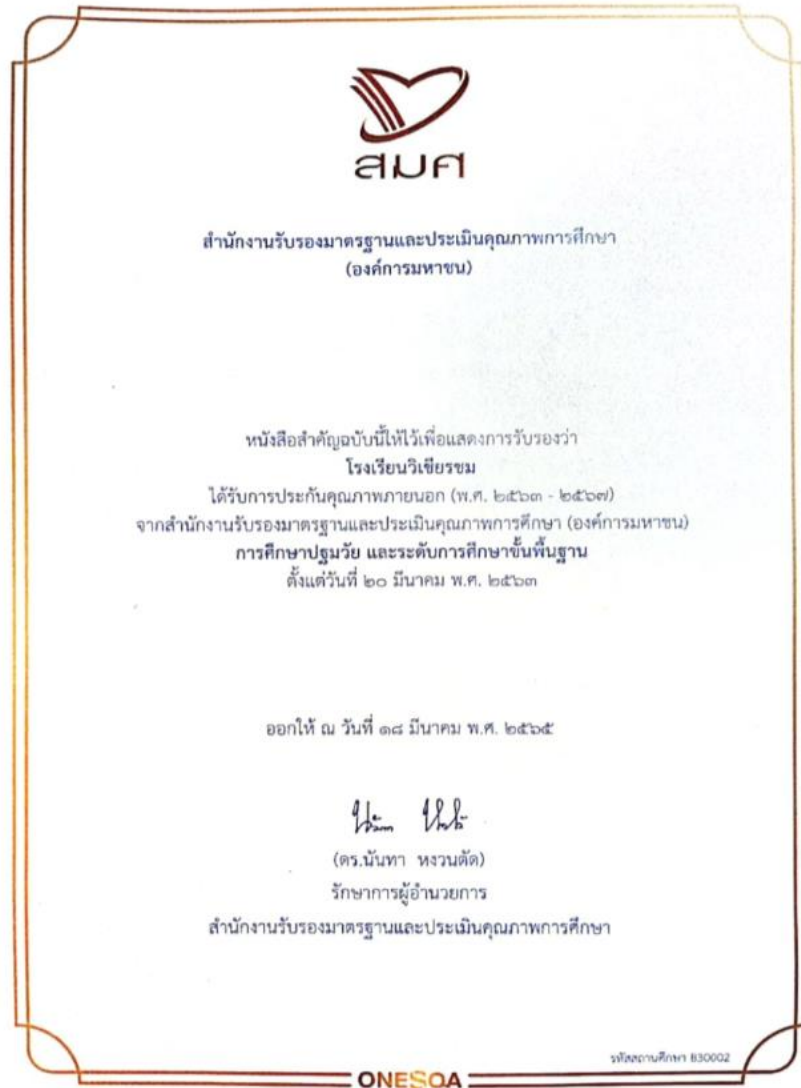 สมศ
สำนักงานรับรองมาตรฐานและประเมินคุณภาพการศึกษา
(องค์การมหาชน)
หนังสือสำคัญฉบับนี้ให้ไว้เพื่อแสดงการรับรองว่า
โรงเรียนวิเชียรชม
ได้รับการประกันคุณภาพภายนอก (พ.ศ. ๒๕๖๓ - ๒๕๖๗)
จากสำนักงานรับรองมาตรฐานและประเมินคุณภาพการศึกษา (องค์การมหาชน)
การศึกษาปฐมวัย และระดับการศึกษาขั้นพื้นฐาน
ตั้งแต่วันที่ ๒๐ มีนาคม พ.ศ. ๒๕๖๓
ออกให้ ณ วันที่ ๑๘ มีนาคม พ.ศ. ๒๕๖๕
(ดร.นันทา หงวนตัด)
รักษาการผู้อำนวยการ
สำนักงานรับรองมาตรฐานและประเมินคุณภาพการศึกษา
รหัสสถานศึกษา B30002
ONESQA